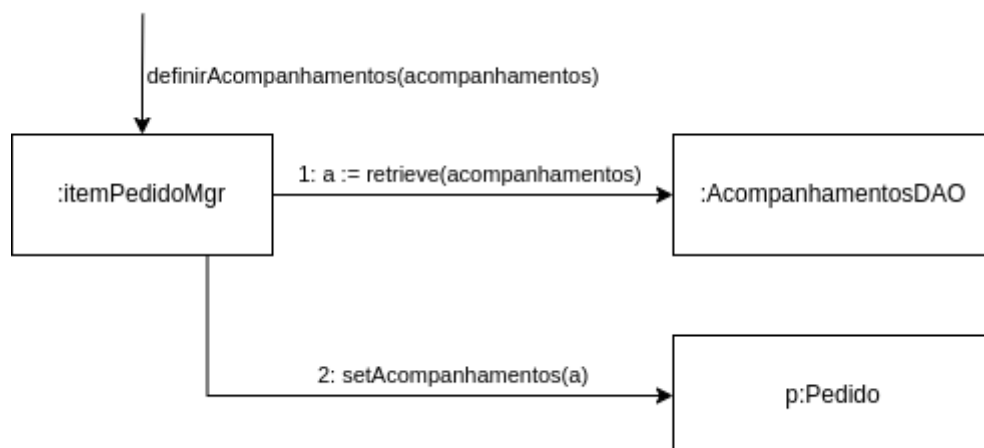 definirAcompanhamentos(acompanhamentos)
:itemPedidoMgr
1: a := retrieve(acompanhamentos)
:AcompanhamentosDAO
2: setAcompanhamentos(a)
p:Pedido